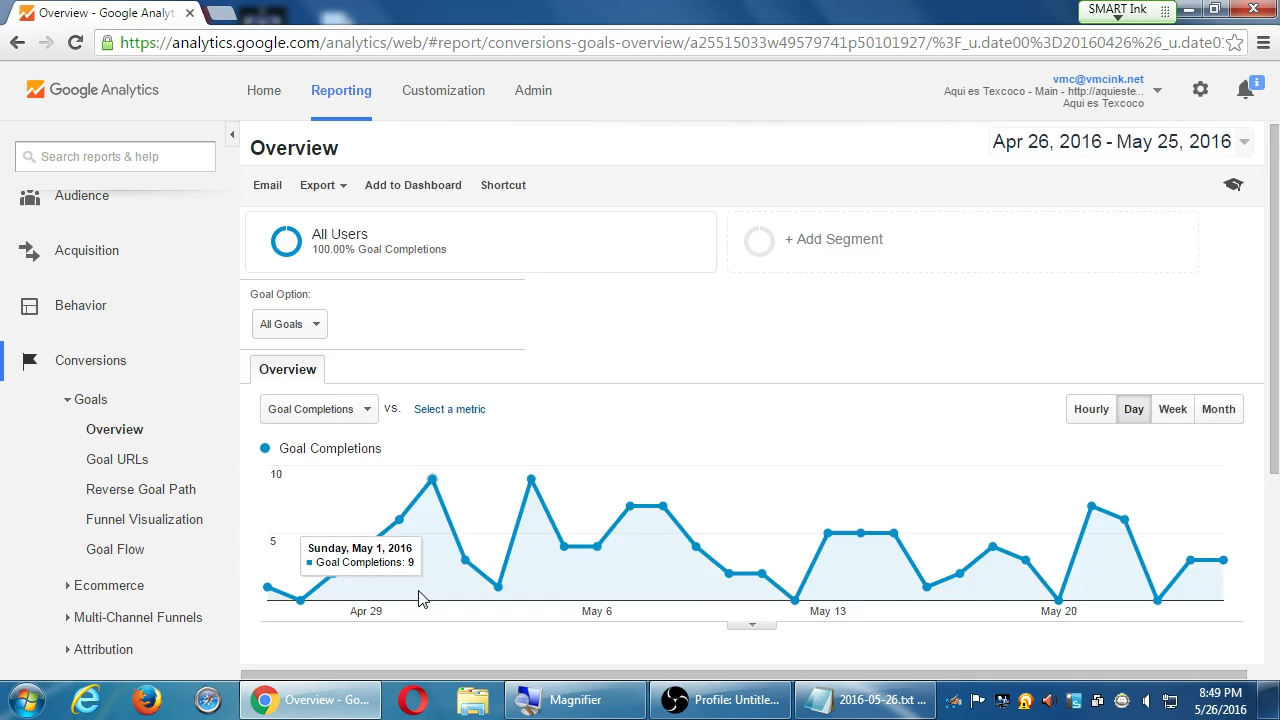 Overview - Google Analyt
SMART Ink
https://analytics.google.com/analytics/web/#report/conversions-goals-overview/a25515033w49579741p50101927/%3F_u.date00%3D20160426%26_u.date0
Google Analytics
Home
Reporting
Customization
Admin
vmc@vmcink.net
Aqui es Texcoco - Main - http://aquieste...
Aqui es Texcoco
Search reports & help
Overview
Apr 26, 2016 - May 25, 2016
Email
Export
Add to Dashboard
Shortcut
Audience
Acquisition
Behavior
Conversions
Goals
Overview
Goal URLs
Reverse Goal Path
Funnel Visualization
Goal Flow
Ecommerce
Multi-Channel Funnels
Attribution
All Users
100.00% Goal Completions
+ Add Segment
Goal Option:
All Goals
Overview
Goal Completions
VS.
Select a metric
Hourly
Day
Week
Month
Goal Completions
10
5
Sunday, May 1, 2016
Goal Completions: 9
Apr 29
May 6
May 13
May 20
Overview - Go...
Magnifier
Profile: Untitle...
2016-05-26.txt ...
8:49 PM
5/26/2016